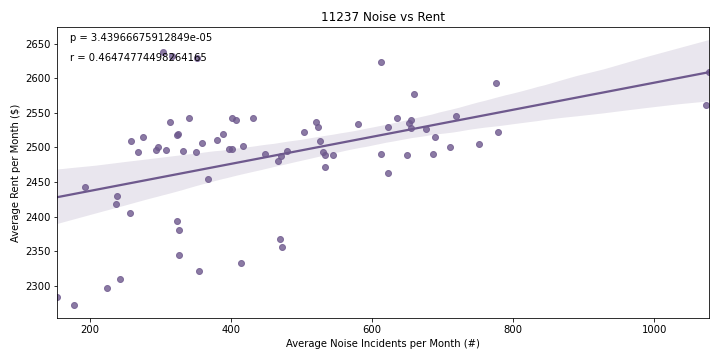 11237 Noise vs Rent
p = 3.43966675912849e-05
r = 0.46474774498264165
2650
2600
2550
2500
2450
2400
2350
2300
Average Rent per Month ($)
200
400
600
800
1000
Average Noise Incidents per Month (#)